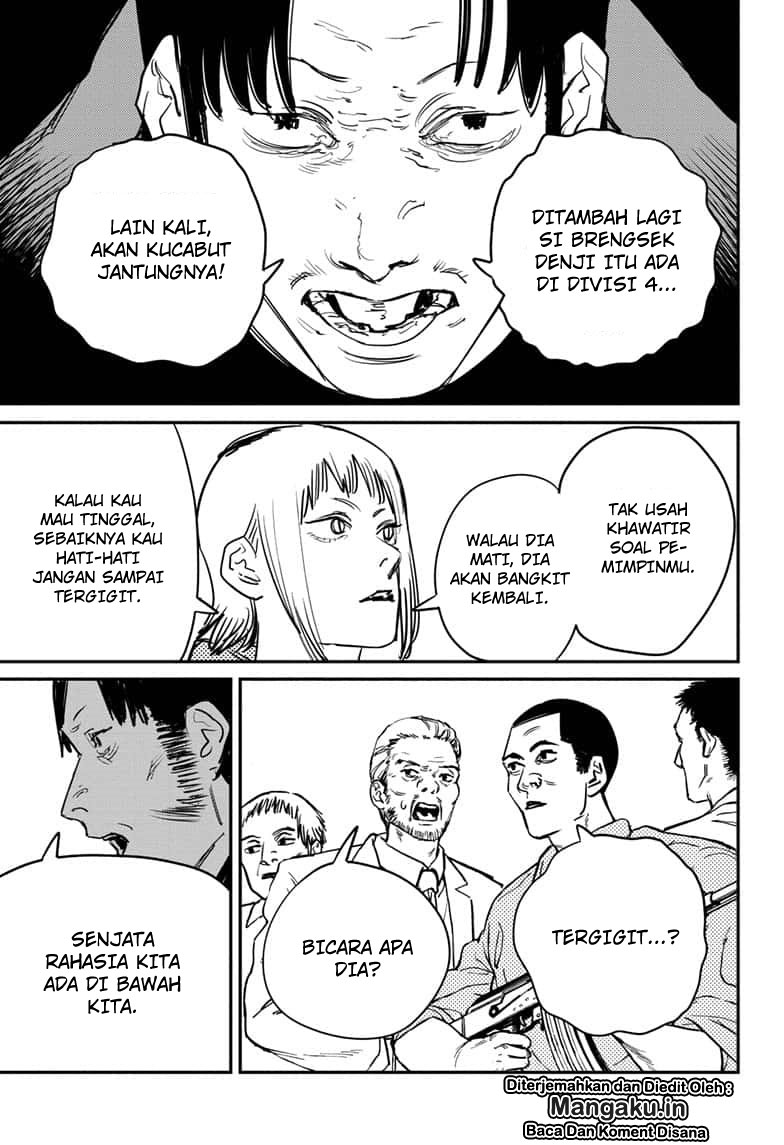 DITAMBAH LAGI
SI BRENGSEK
DENJI ITU ADA
DI DIVISI 4...
LAIN KALI,
AKAN KUCABUT
JANTUNGNYA!
TAK USAH
KHAWATIR
SOAL PE-
MIMPINMU.
WALAU DIA
MATI, DIA
AKAN BANGKIT
KEMBALI.
KALAU KAU
MAU TINGGAL,
SEBAIKNYA KAU
HATI-HATI
JANGAN SAMPAI
TERGIGIT.
TERGIGIT...?
BICARA APA
DIA?
SENJATA
RAHASIA KITA
ADA DI BAWAH
KITA.
Diterjemahkan dan Diedit Oleh :
Mangaku.in
Baca Dan Koment Disana